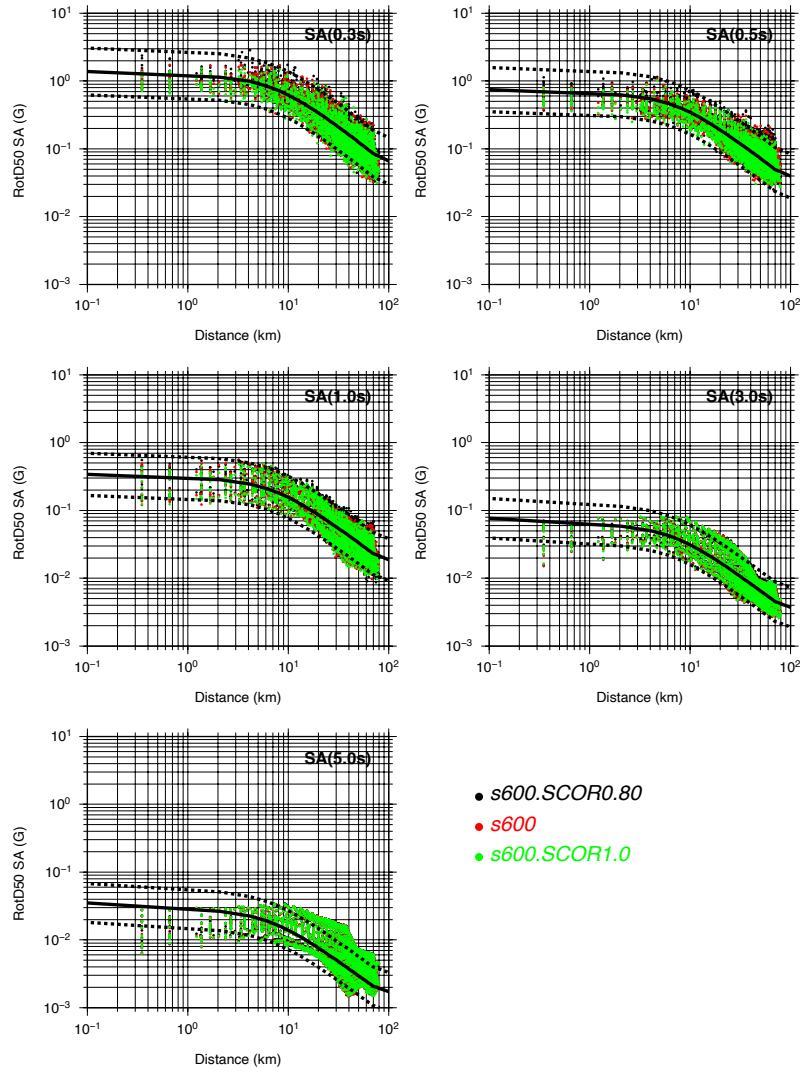 SA(0.3s)
RotD50 SA (G)
10¹
10⁰
10⁻¹
10⁻²
10⁻³
10⁻¹ 10⁰ 10¹ 10²
Distance (km)
SA(0.5s)
RotD50 SA (G)
10¹
10⁰
10⁻¹
10⁻²
10⁻³
10⁻¹ 10⁰ 10¹ 10²
Distance (km)
SA(1.0s)
RotD50 SA (G)
10¹
10⁰
10⁻¹
10⁻²
10⁻³
10⁻¹ 10⁰ 10¹ 10²
Distance (km)
SA(3.0s)
RotD50 SA (G)
10¹
10⁰
10⁻¹
10⁻²
10⁻³
10⁻¹ 10⁰ 10¹ 10²
Distance (km)
SA(5.0s)
RotD50 SA (G)
10¹
10⁰
10⁻¹
10⁻²
10⁻³
10⁻¹ 10⁰ 10¹ 10²
Distance (km)
s600.SCOR0.80
s600
s600.SCOR1.0